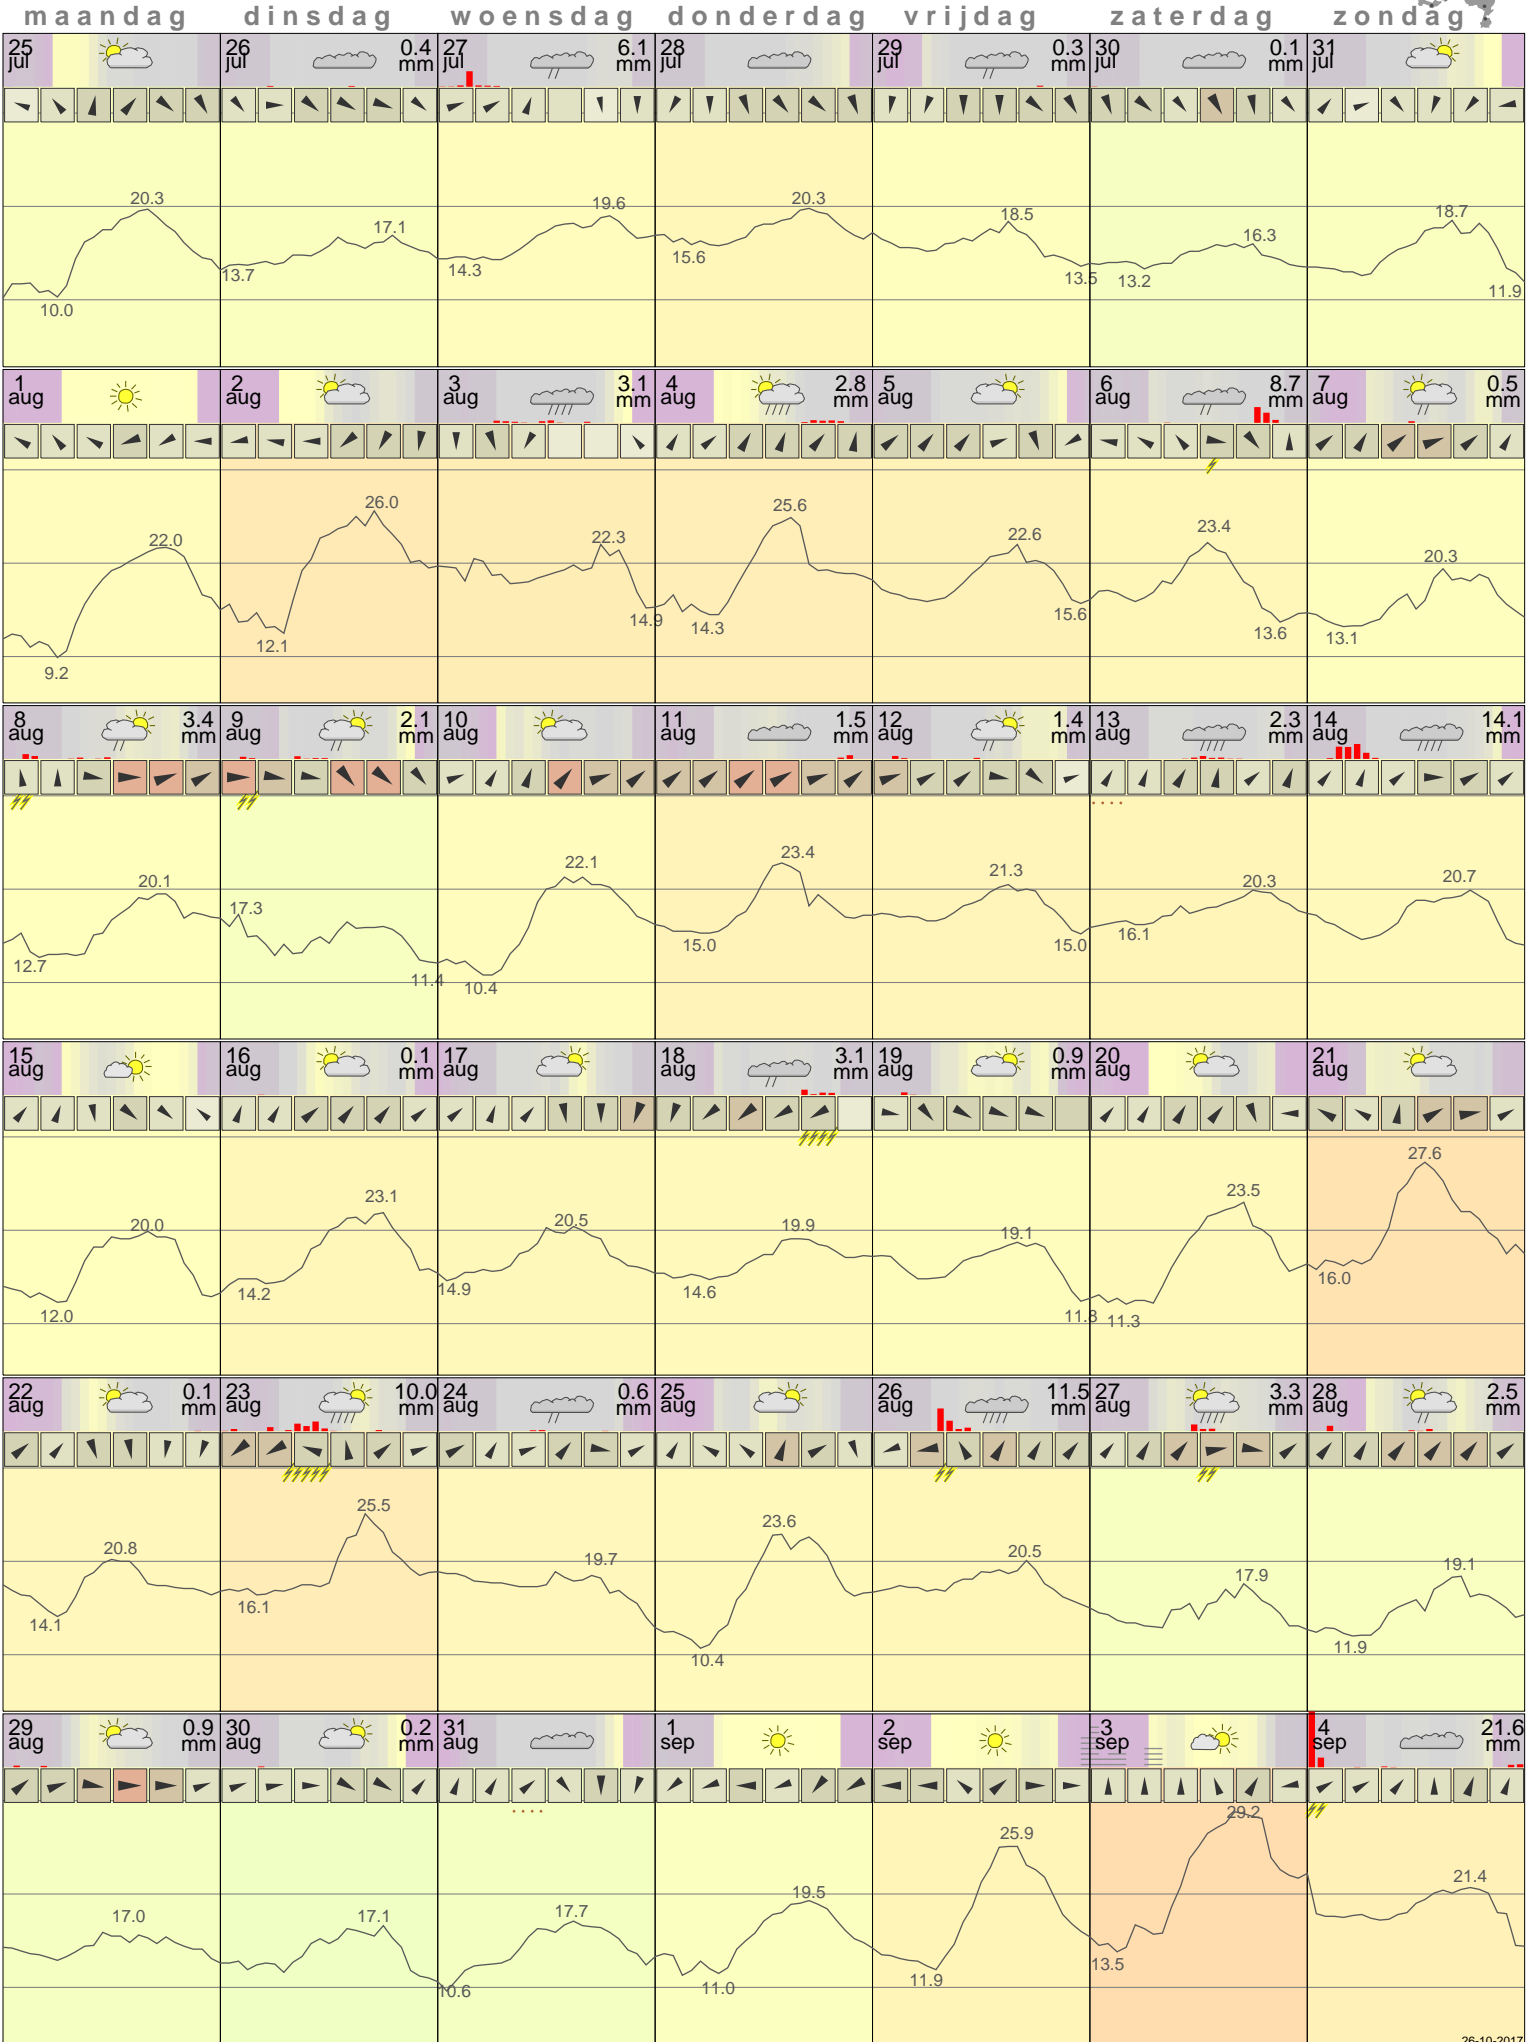 maandag dinsdag woensdag donderdag vrijdag zaterdag zondag
25 jul
26 jul 0.4 mm
27 jul 6.1 mm
28 jul
29 jul 0.3 mm
30 jul 0.1 mm
31 jul
10.0 20.3 13.7 17.1 14.3 19.6 15.6 20.3 18.5 13.5 13.2 16.3 18.7 11.9
1 aug
2 aug
3 aug 3.1 mm
4 aug 2.8 mm
5 aug
6 aug 8.7 mm
7 aug 0.5 mm
9.2 22.0 12.1 26.0 22.3 14.9 14.3 25.6 22.6 15.6 23.4 13.6 13.1 20.3
8 aug 3.4 mm
9 aug 2.1 mm
10 aug
11 aug 1.5 mm
12 aug 1.4 mm
13 aug 2.3 mm
14 aug 14.1 mm
12.7 20.1 17.3 11.4 10.4 22.1 15.0 23.4 21.3 15.0 16.1 20.3 20.7
15 aug
16 aug 0.1 mm
17 aug
18 aug 3.1 mm
19 aug 0.9 mm
20 aug
21 aug
12.0 20.0 14.2 23.1 14.9 20.5 14.6 19.9 19.1 11.8 11.3 23.5 16.0 27.6
22 aug 0.1 mm
23 aug 10.0 mm
24 aug 0.6 mm
25 aug
26 aug 11.5 mm
27 aug 3.3 mm
28 aug 2.5 mm
14.1 20.8 16.1 25.5 19.7 10.4 23.6 20.5 17.9 11.9 19.1
29 aug 0.9 mm
30 aug 0.2 mm
31 aug
1 sep
2 sep
3 sep
4 sep 21.6 mm
17.0 17.1 10.6 17.7 11.0 19.5 11.9 25.9 13.5 29.2 21.4
26-10-2017